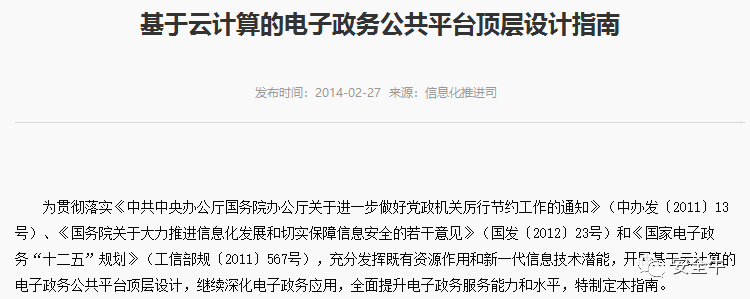 基于云计算的电子政务公共平台顶层设计指南
发布时间：2014-02-27 来源：信息化推进司
为贯彻落实《中共中央办公厅国务院办公厅关于进一步做好党政机关厉行节约工作的通知》（中办发〔2011〕13
号）、《国务院关于大力推进信息化发展和切实保障信息安全的若干意见》（国发〔2012〕23号）和《国家电子政
务“十二五”规划》（工信部规〔2011〕567号），充分发挥既有资源作用和新一代信息技术潜能，开展基于云计算的
电子政务公共平台顶层设计，继续深化电子政务应用，全面提升电子政务服务能力和水平，特制定本指南。
安全牛